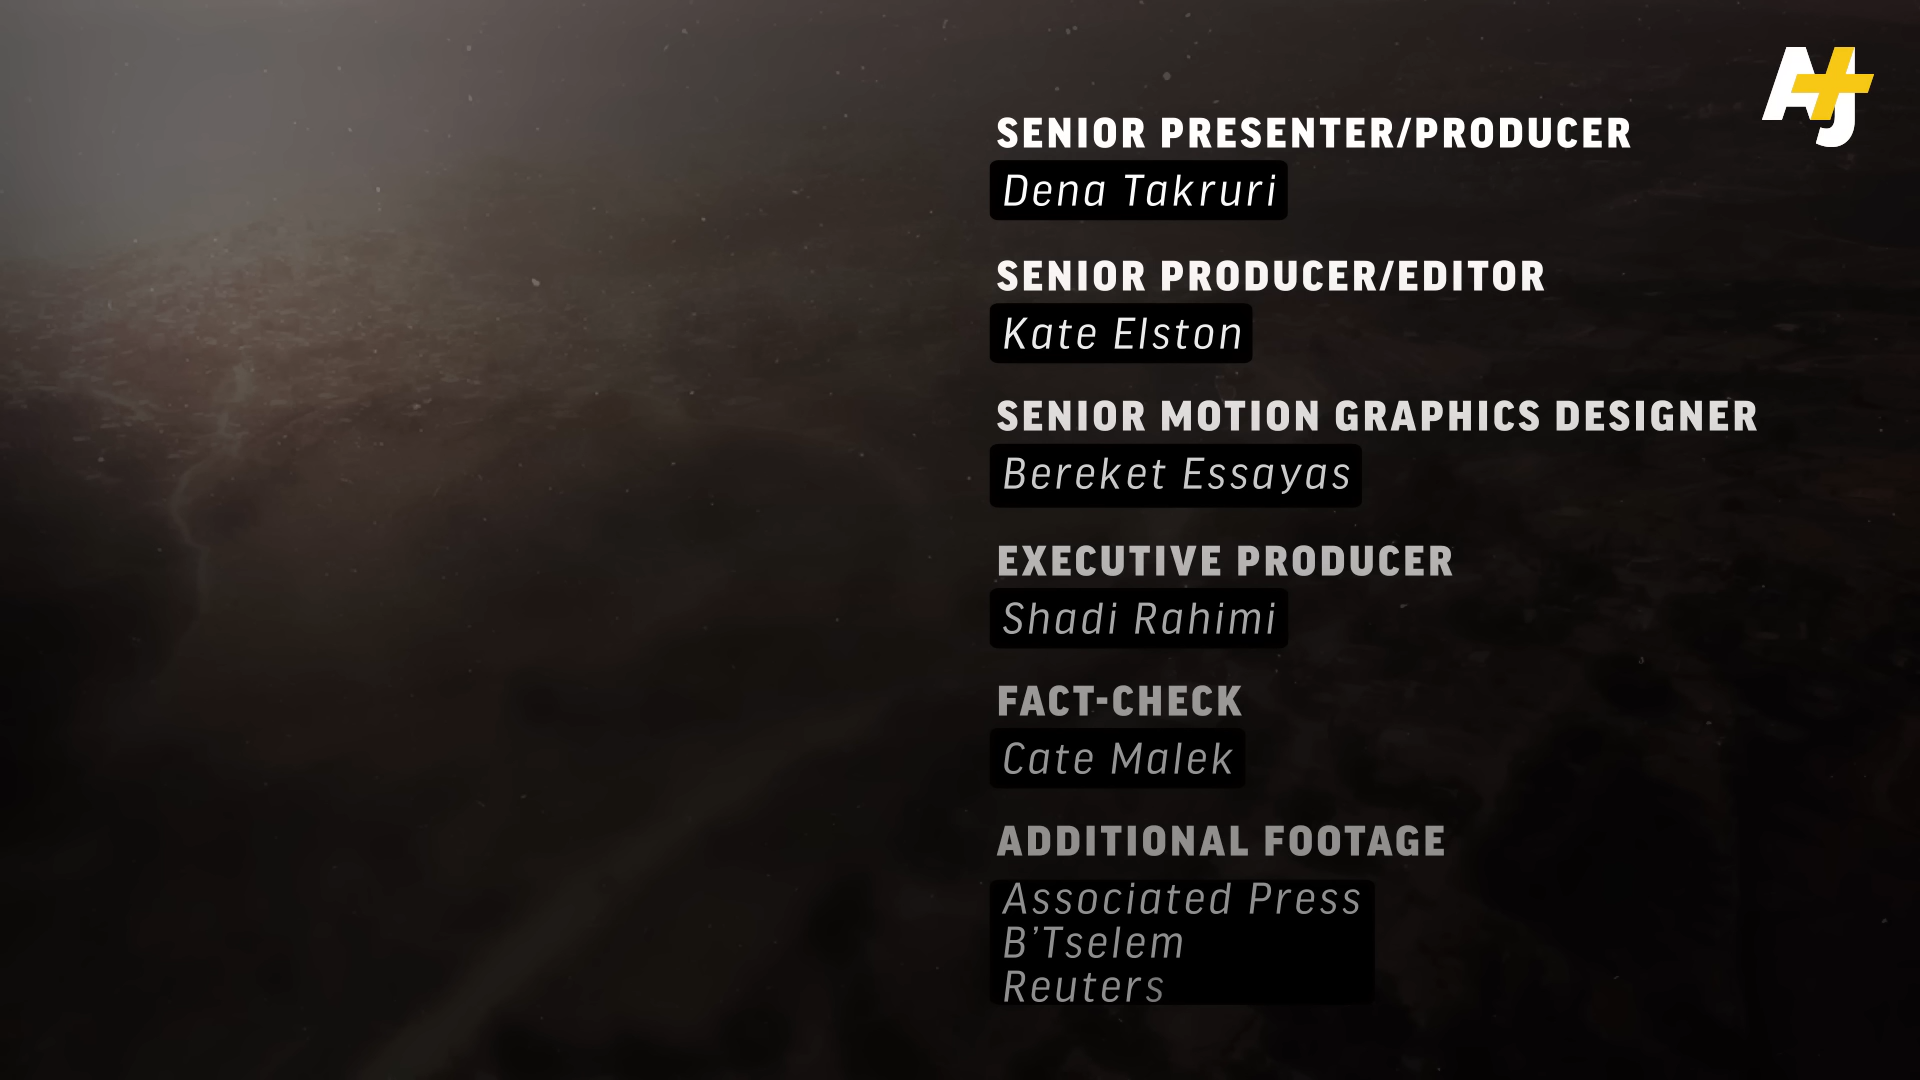 AJ+
SENIOR PRESENTER/PRODUCER
Dena Takruri
SENIOR PRODUCER/EDITOR
Kate Elston
SENIOR MOTION GRAPHICS DESIGNER
Bereket Essayas
EXECUTIVE PRODUCER
Shadi Rahimi
FACT-CHECK
Cate Malek
ADDITIONAL FOOTAGE
Associated Press
B’Tselem
Reuters